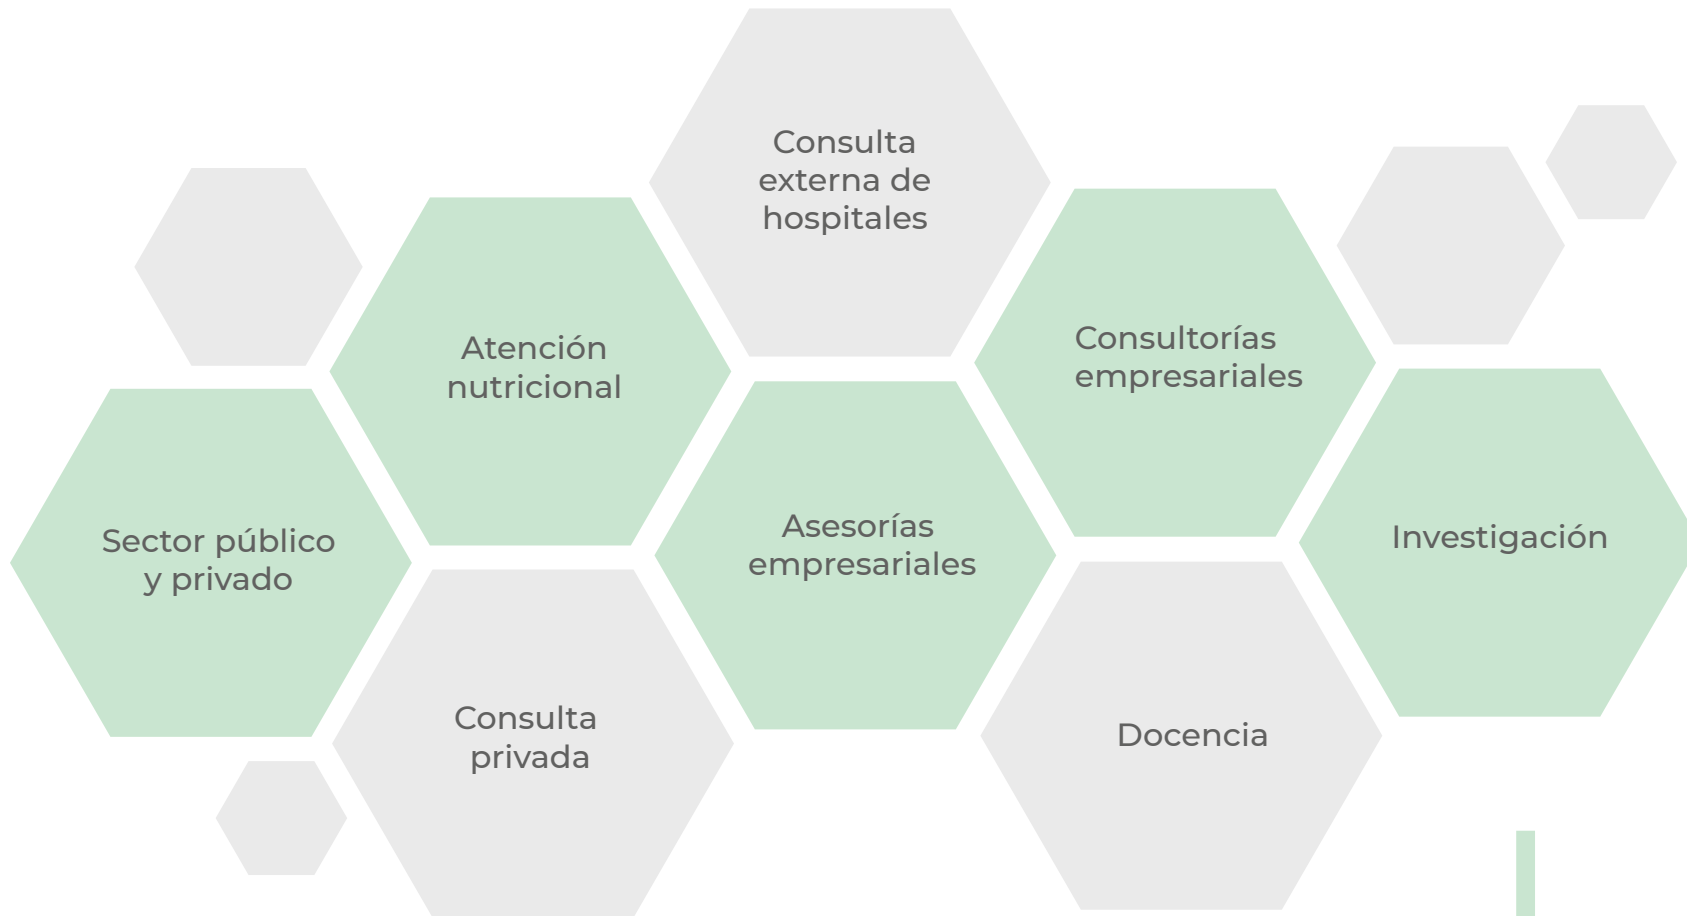 Consulta
externa de
hospitales
Atención
nutricional
Consultorías
empresariales
Sector público
y privado
Asesorías
empresariales
Investigación
Consulta
privada
Docencia